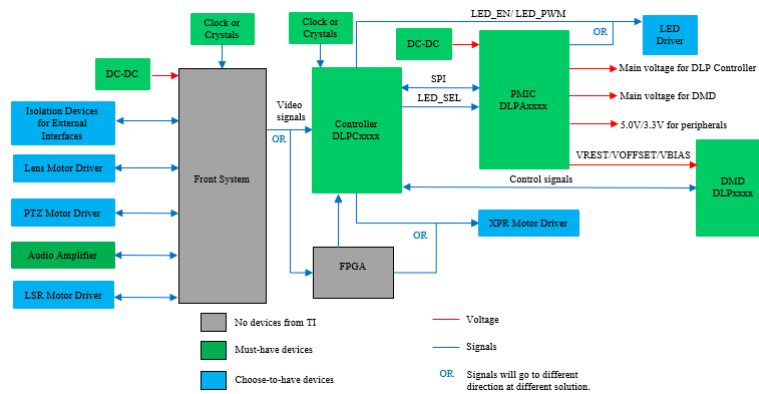 LED_EN/ LED_PWM
Clock or
Crystals
Clock or
Crystals
OR
LED
Driver
DC-DC
DC-DC
SPI
LED_SEL
PMIC
DLPAxxxx
Main voltage for DLP Controller
Main voltage for DMD
5.0V/3.3V for peripherals
Isolation Devices
for External
Interfaces
Video
signals
OR
Controller
DLPCxxxx
VREST/VOFFSET/VBIAS
Lens Motor Driver
Front System
Control signals
DMD
DLPxxxx
PTZ Motor Driver
XPR Motor Driver
OR
Audio Amplifier
FPGA
LSR Motor Driver
No devices from TI
Voltage
Must-have devices
Signals
Choose-to-have devices
OR
Signals will go to different
direction at different solution.